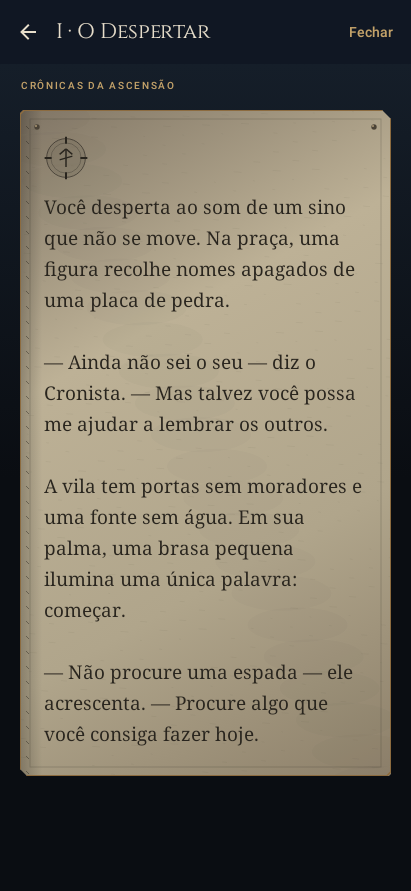 I · O Despertar
Fechar
CRÔNICAS DA ASCENSÃO
Você desperta ao som de um sino
que não se move. Na praça, uma
figura recolhe nomes apagados de
uma placa de pedra.
— Ainda não sei o seu — diz o
Cronista. — Mas talvez você possa
me ajudar a lembrar os outros.
A vila tem portas sem moradores e
uma fonte sem água. Em sua
palma, uma brasa pequena
ilumina uma única palavra:
começar.
— Não procure uma espada — ele
acrescenta. — Procure algo que
você consiga fazer hoje.